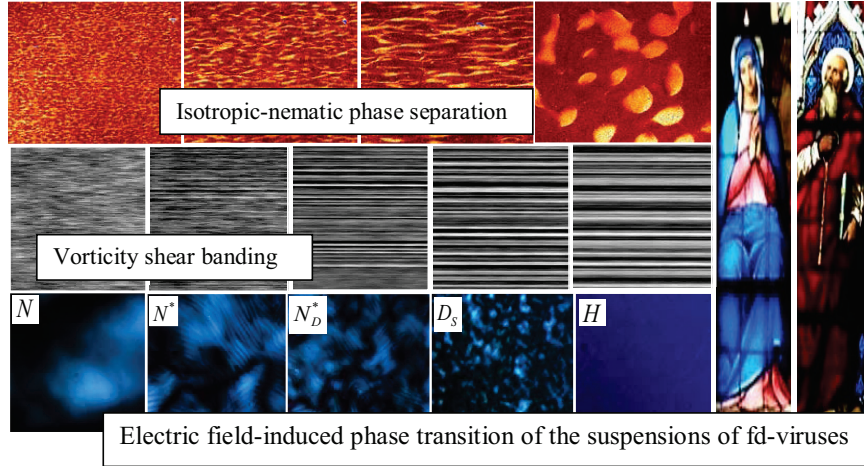 Isotropic-nematic phase separation
Vorticity shear banding
N N* N*D DS H
Electric field-induced phase transition of the suspensions of fd-viruses